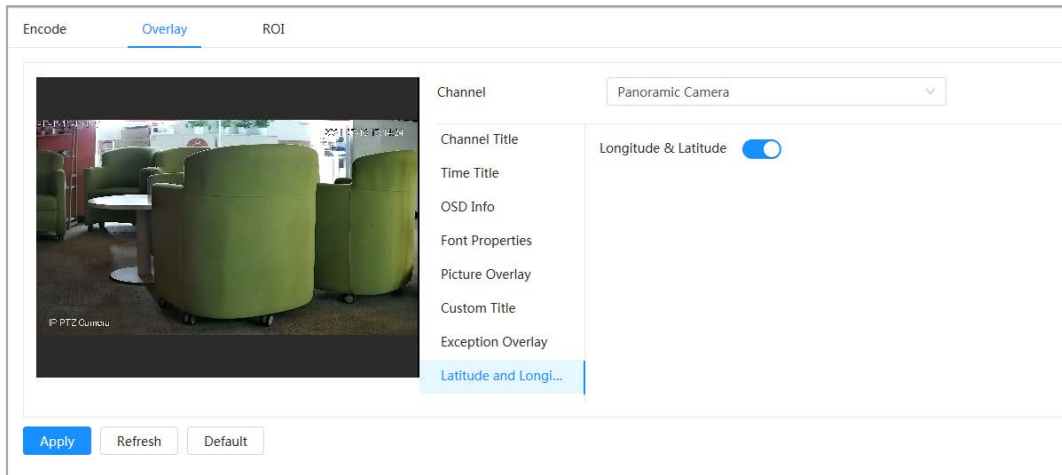 Encode Overlay ROI
Channel Panoramic Camera
Channel Title
Time Title
OSD Info
Font Properties
Picture Overlay
Custom Title
Exception Overlay
Latitude and Longi...
Longitude & Latitude
IP PTZ Camera
Apply Refresh Default